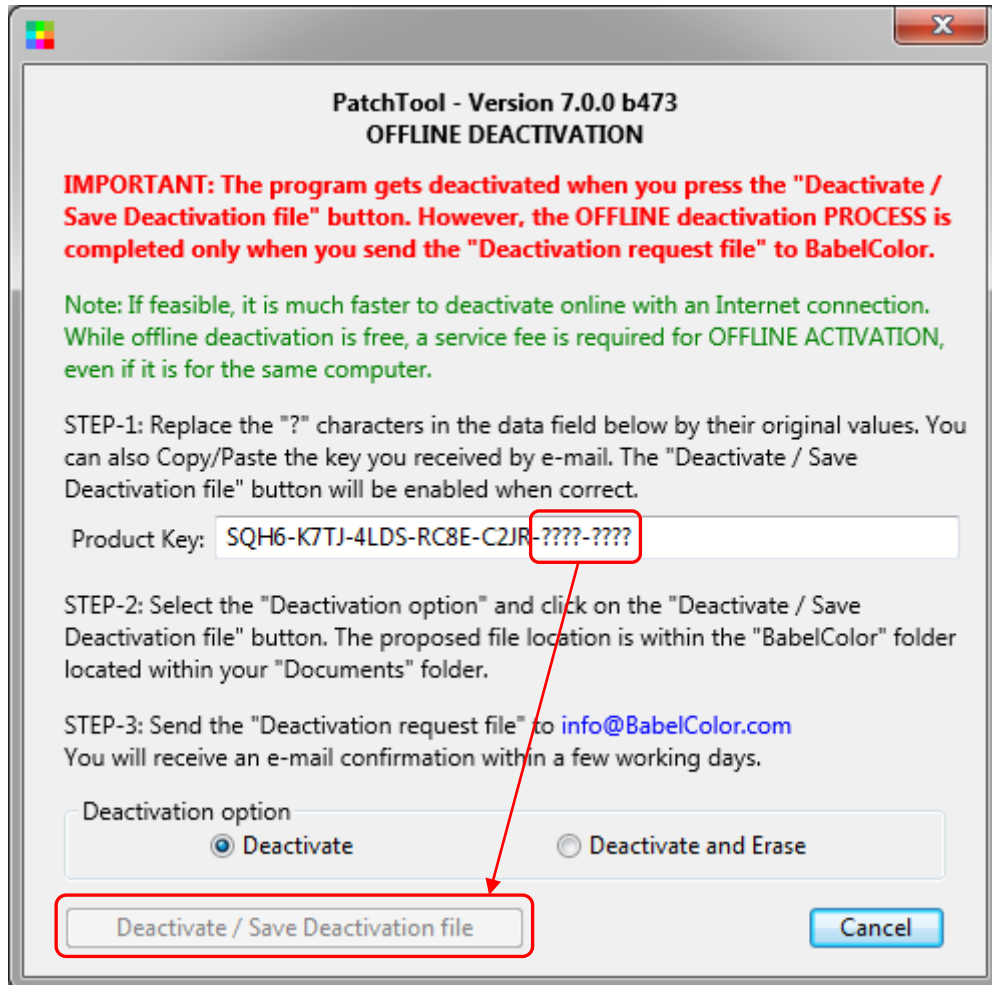 X
PatchTool - Version 7.0.0 b473
OFFLINE DEACTIVATION
IMPORTANT: The program gets deactivated when you press the "Deactivate /
Save Deactivation file" button. However, the OFFLINE deactivation PROCESS is
completed only when you send the "Deactivation request file" to BabelColor.
Note: If feasible, it is much faster to deactivate online with an Internet connection.
While offline deactivation is free, a service fee is required for OFFLINE ACTIVATION,
even if it is for the same computer.
STEP-1: Replace the "?" characters in the data field below by their original values. You
can also Copy/Paste the key you received by e-mail. The "Deactivate / Save
Deactivation file" button will be enabled when correct.
Product Key: SQH6-K7TJ-4LDS-RC8E-C2JR-????-????
STEP-2: Select the "Deactivation option" and click on the "Deactivate / Save
Deactivation file" button. The proposed file location is within the "BabelColor" folder
located within your "Documents" folder.
STEP-3: Send the "Deactivation request file" to info@BabelColor.com
You will receive an e-mail confirmation within a few working days.
Deactivation option
Deactivate Deactivate and Erase
Deactivate / Save Deactivation file Cancel